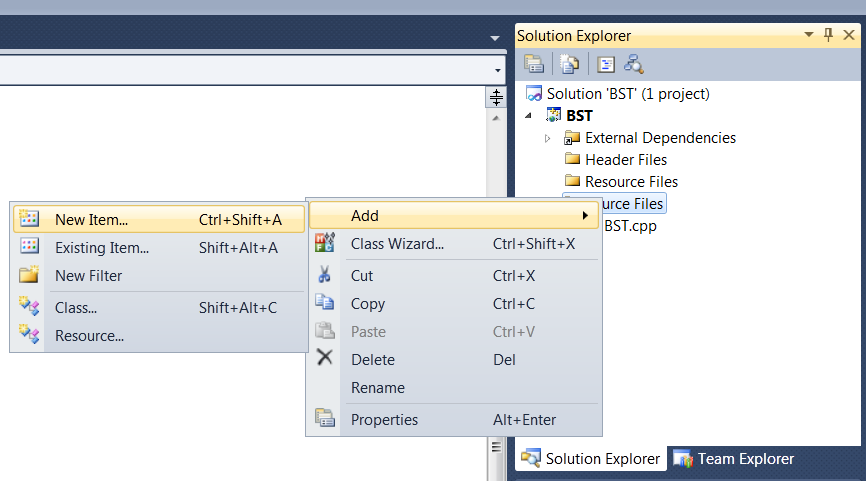 Solution Explorer
Solution 'BST' (1 project)
BST
External Dependencies
Header Files
Resource Files
urce Files
BST.cpp
New Item... Ctrl+Shift+A
Existing Item... Shift+Alt+A
New Filter
Class... Shift+Alt+C
Resource...
Add
Class Wizard... Ctrl+Shift+X
Cut Ctrl+X
Copy Ctrl+C
Paste Ctrl+V
Delete Del
Rename
Properties Alt+Enter
Solution Explorer Team Explorer